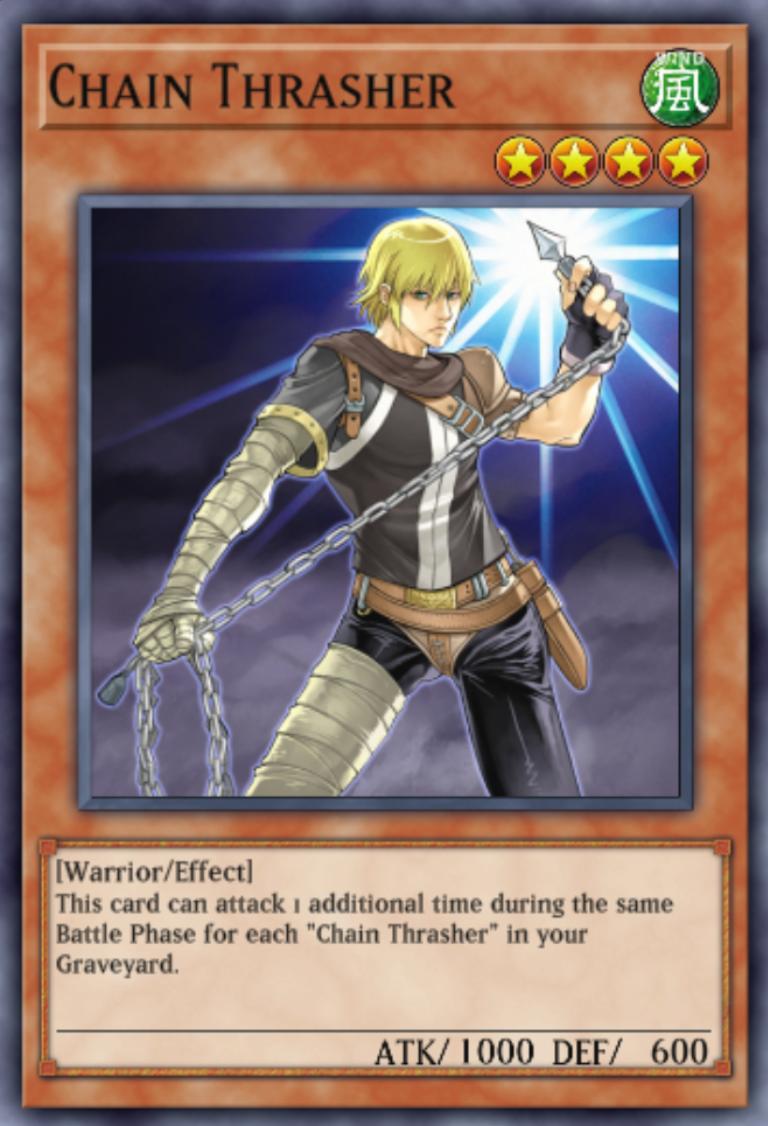 Chain Thrasher
WIND
風
[Warrior/Effect]
This card can attack 1 additional time during the same
Battle Phase for each "Chain Thrasher" in your
Graveyard.
ATK/ 1000 DEF/ 600